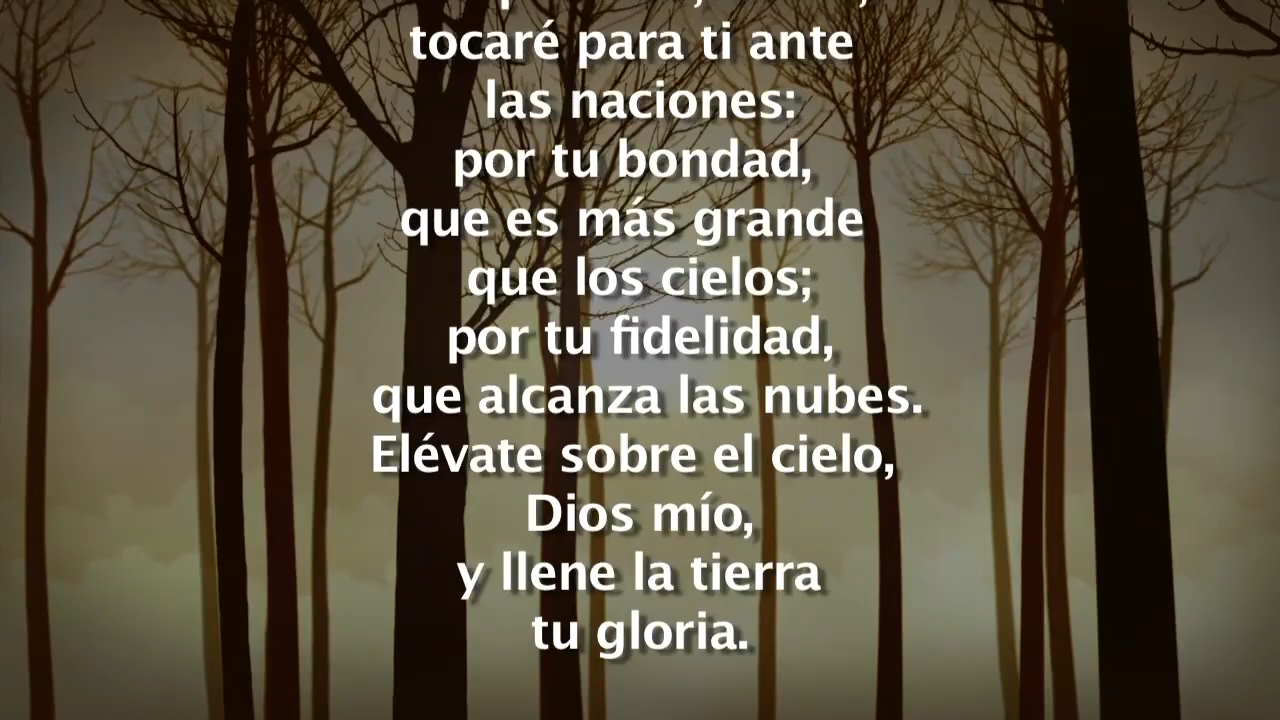 tocaré para ti ante
las naciones:
por tu bondad,
que es más grande
que los cielos;
por tu fidelidad,
que alcanza las nubes.
Elévate sobre el cielo,
Dios mío,
y llene la tierra
tu gloria.